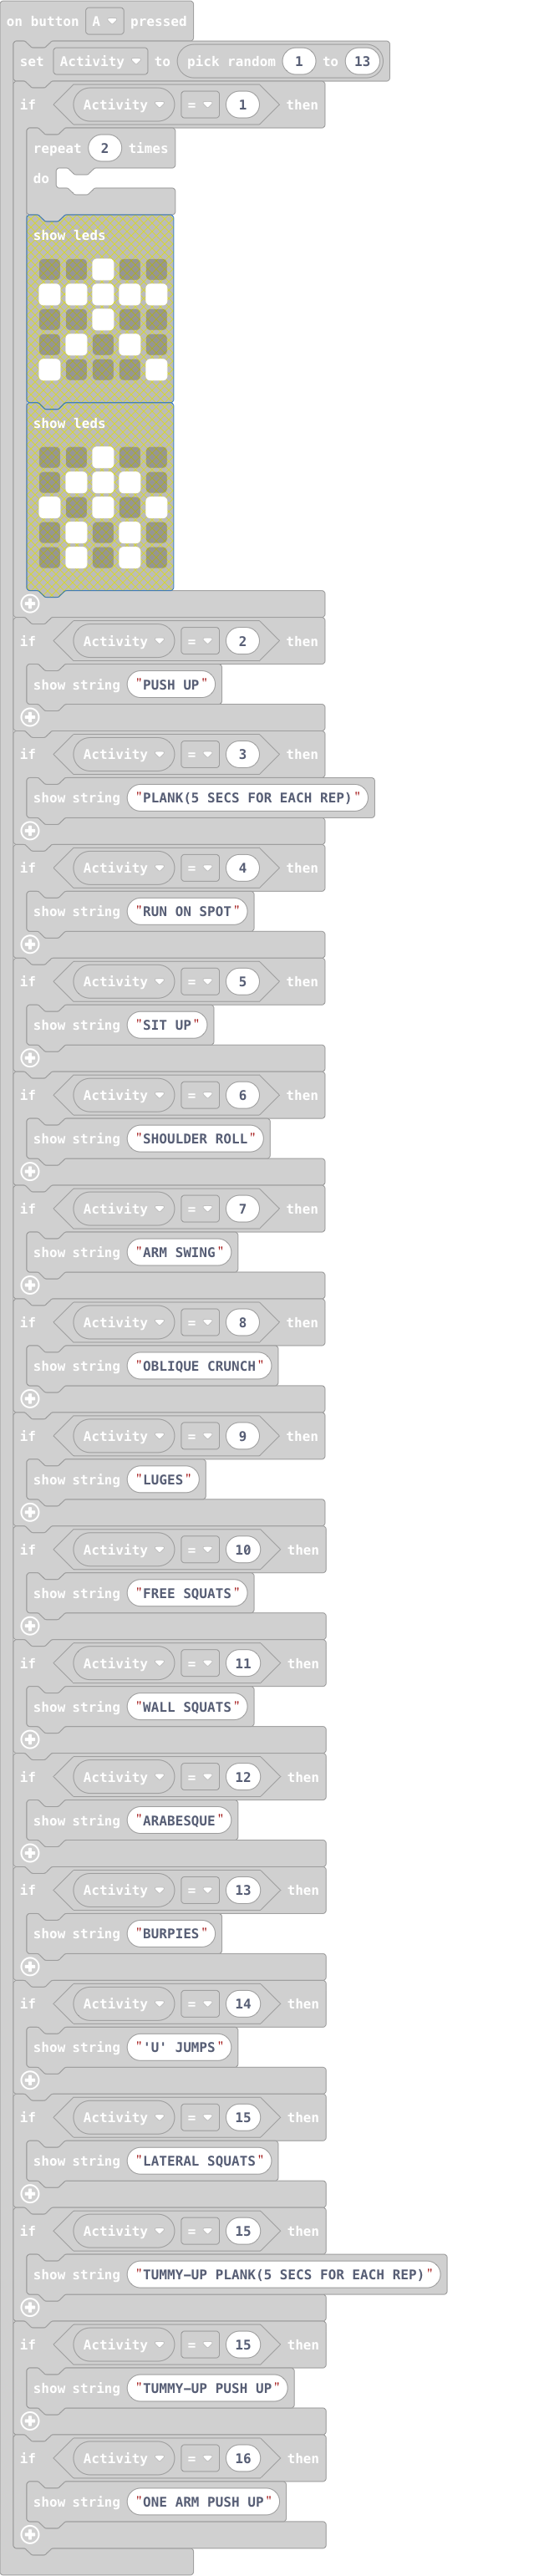 on button A pressed
set Activity to pick random 1 to 13
if Activity = 1 then
repeat 2 times
do
show leds
show leds
if Activity = 2 then
show string "PUSH UP"
if Activity = 3 then
show string "PLANK(5 SECS FOR EACH REP)"
if Activity = 4 then
show string "RUN ON SPOT"
if Activity = 5 then
show string "SIT UP"
if Activity = 6 then
show string "SHOULDER ROLL"
if Activity = 7 then
show string "ARM SWING"
if Activity = 8 then
show string "OBLIQUE CRUNCH"
if Activity = 9 then
show string "LUGES"
if Activity = 10 then
show string "FREE SQUATS"
if Activity = 11 then
show string "WALL SQUATS"
if Activity = 12 then
show string "ARABESQUE"
if Activity = 13 then
show string "BURPIES"
if Activity = 14 then
show string "'U' JUMPS"
if Activity = 15 then
show string "LATERAL SQUATS"
if Activity = 15 then
show string "TUMMY-UP PLANK(5 SECS FOR EACH REP)"
if Activity = 15 then
show string "TUMMY-UP PUSH UP"
if Activity = 16 then
show string "ONE ARM PUSH UP"